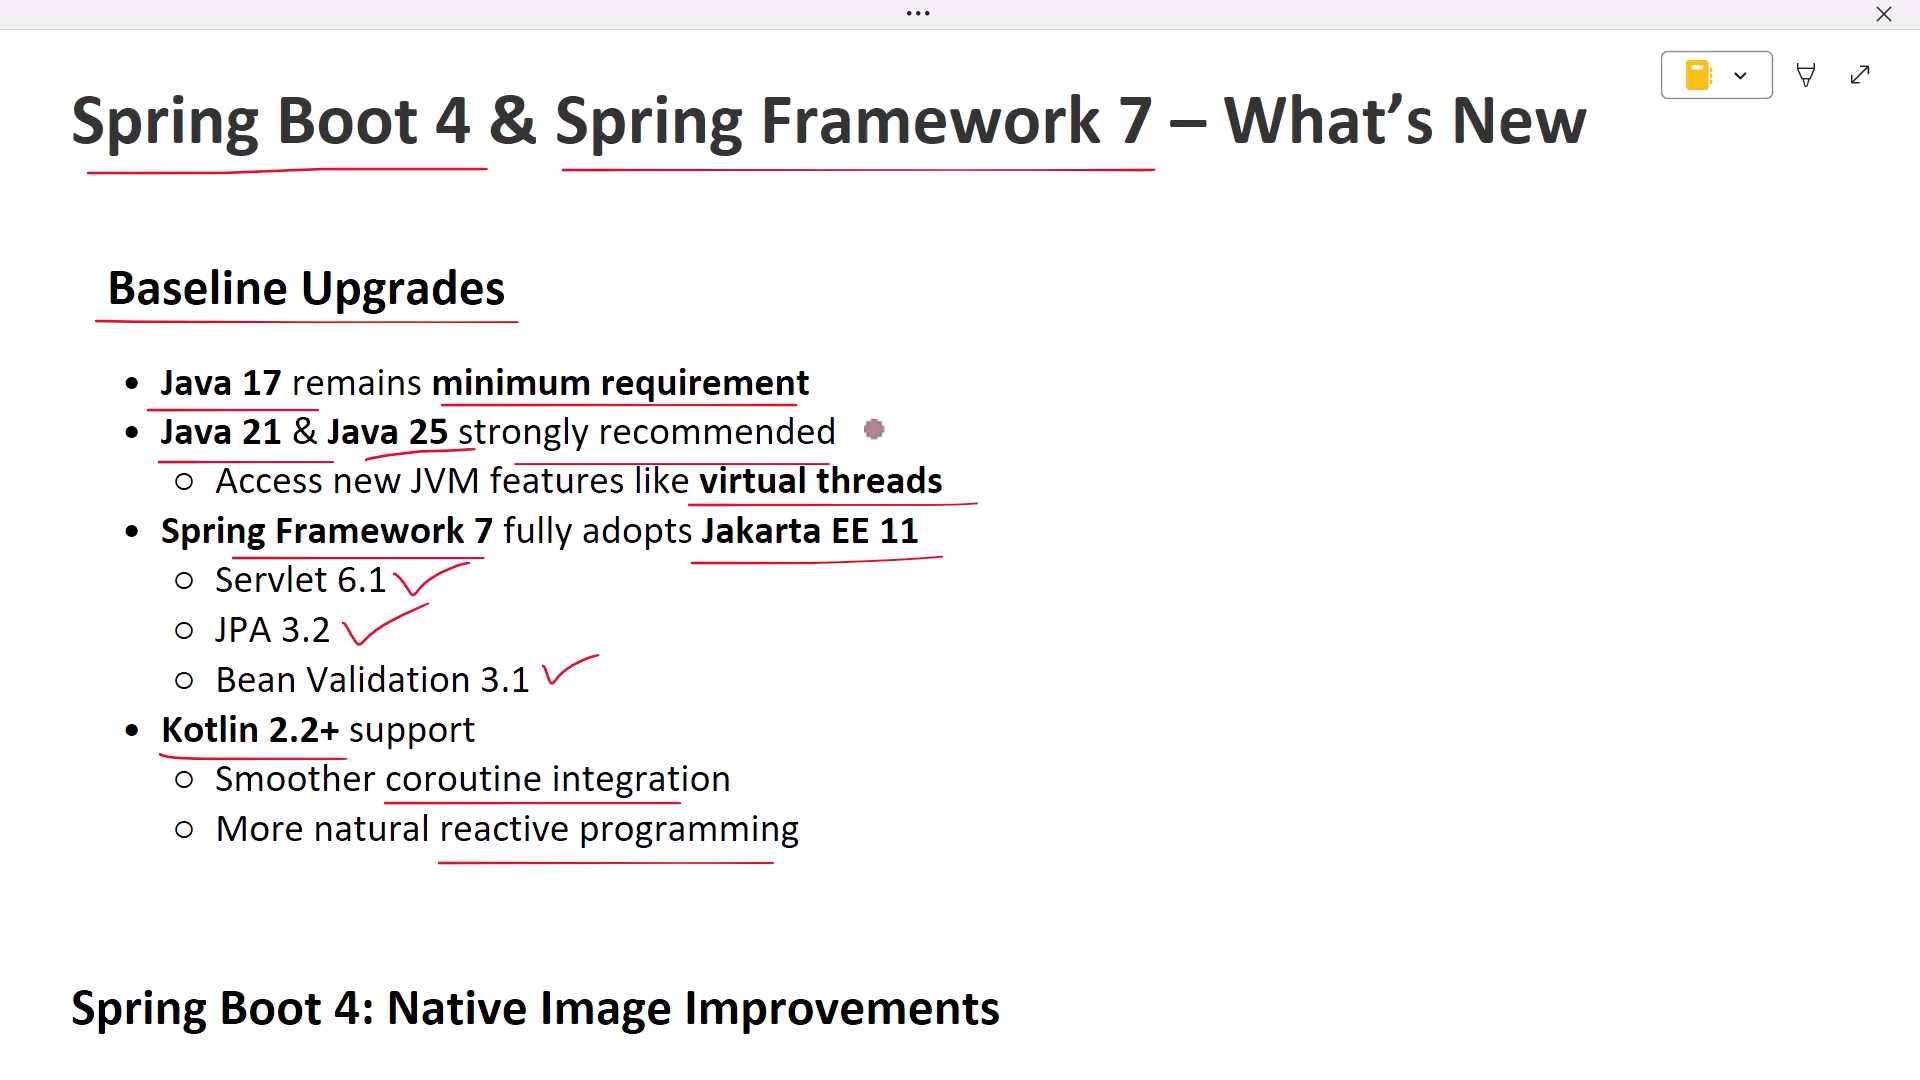 Spring Boot 4 & Spring Framework 7 – What’s New
Baseline Upgrades
• Java 17 remains minimum requirement
• Java 21 & Java 25 strongly recommended
○ Access new JVM features like virtual threads
• Spring Framework 7 fully adopts Jakarta EE 11
○ Servlet 6.1
○ JPA 3.2
○ Bean Validation 3.1
• Kotlin 2.2+ support
○ Smoother coroutine integration
○ More natural reactive programming
Spring Boot 4: Native Image Improvements